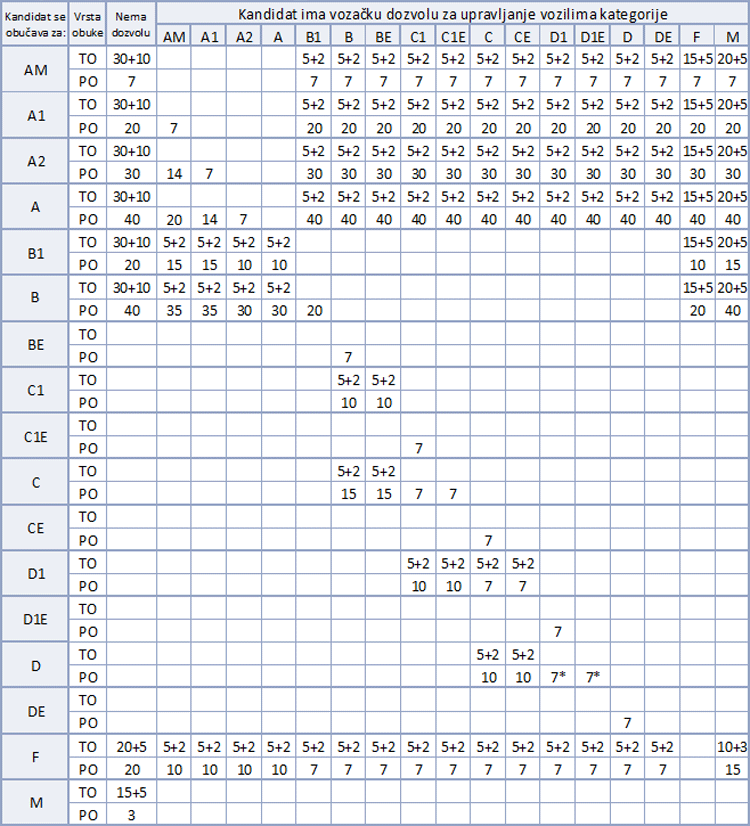 Kandidat se obučava za: Vrsta obuke Nema dozvolu Kandidat ima vozačku dozvolu za upravljanje vozilima kategorije
AM A1 A2 A B1 B BE C1 C1E C CE D1 D1E D DE F M
AM TO 30+10 5+2 5+2 5+2 5+2 5+2 5+2 5+2 5+2 5+2 5+2 5+2 15+5 20+5
PO 7 7 7 7 7 7 7 7 7 7 7 7 7 7
A1 TO 30+10 5+2 5+2 5+2 5+2 5+2 5+2 5+2 5+2 5+2 5+2 5+2 15+5 20+5
PO 20 7 20 20 20 20 20 20 20 20 20 20 20 20 20
A2 TO 30+10 5+2 5+2 5+2 5+2 5+2 5+2 5+2 5+2 5+2 5+2 5+2 15+5 20+5
PO 30 14 7 30 30 30 30 30 30 30 30 30 30 30 30 30
A TO 30+10 5+2 5+2 5+2 5+2 5+2 5+2 5+2 5+2 5+2 5+2 5+2 15+5 20+5
PO 40 20 14 7 40 40 40 40 40 40 40 40 40 40 40 40 40
B1 TO 30+10 5+2 5+2 5+2 5+2 15+5 20+5
PO 20 15 15 10 10 10 15
B TO 30+10 5+2 5+2 5+2 5+2 15+5 20+5
PO 40 35 35 30 30 20 20 40
BE TO
PO 7
C1 TO 5+2 5+2
PO 10 10
C1E TO
PO 7
C TO 5+2 5+2
PO 15 15 7 7
CE TO
PO 7
D1 TO 5+2 5+2 5+2 5+2
PO 10 10 7 7
D1E TO
PO 7
D TO 5+2 5+2
PO 10 10 7* 7*
DE TO
PO 7
F TO 20+5 5+2 5+2 5+2 5+2 5+2 5+2 5+2 5+2 5+2 5+2 5+2 5+2 5+2 5+2 5+2 10+3
PO 20 10 10 10 10 7 7 7 7 7 7 7 7 7 7 7 15
M TO 15+5
PO 3